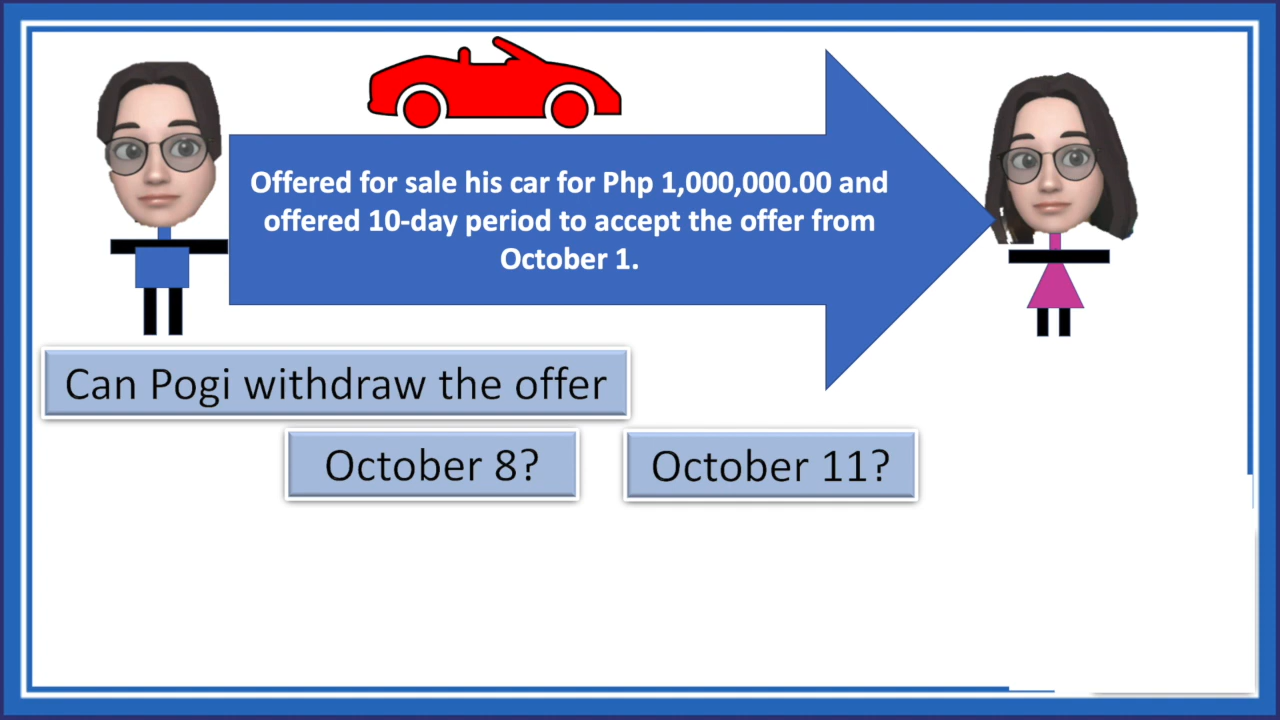 Offered for sale his car for Php 1,000,000.00 and
offered 10-day period to accept the offer from
October 1.
Can Pogi withdraw the offer
October 8?
October 11?